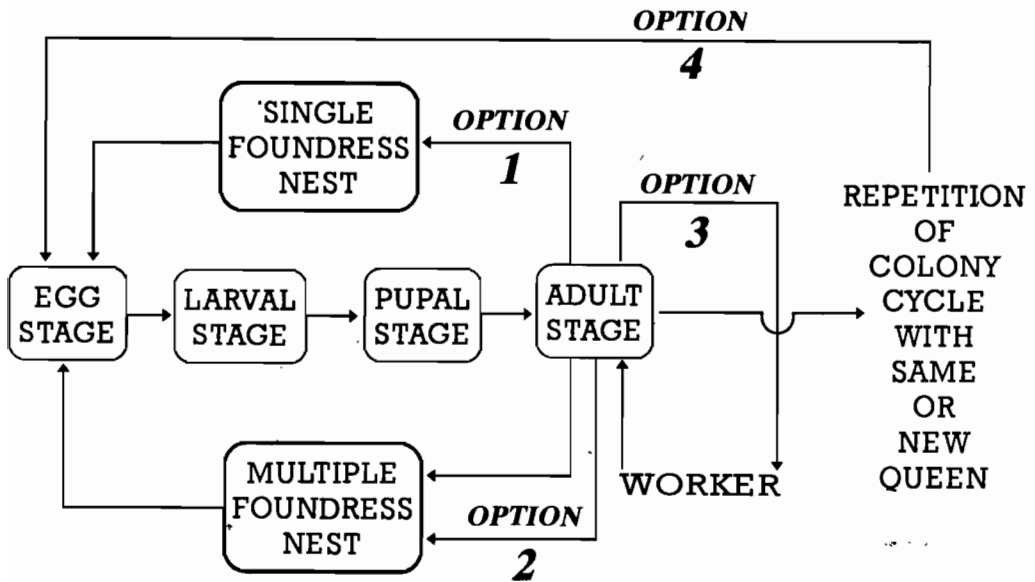 OPTION
4
SINGLE
FOUNDRESS
NEST
OPTION
1
OPTION
3
REPETITION
OF
COLONY
CYCLE
WITH
SAME
OR
NEW
QUEEN
EGG
STAGE
LARVAL
STAGE
PUPAL
STAGE
ADULT
STAGE
MULTIPLE
FOUNDRESS
NEST
OPTION
2
WORKER